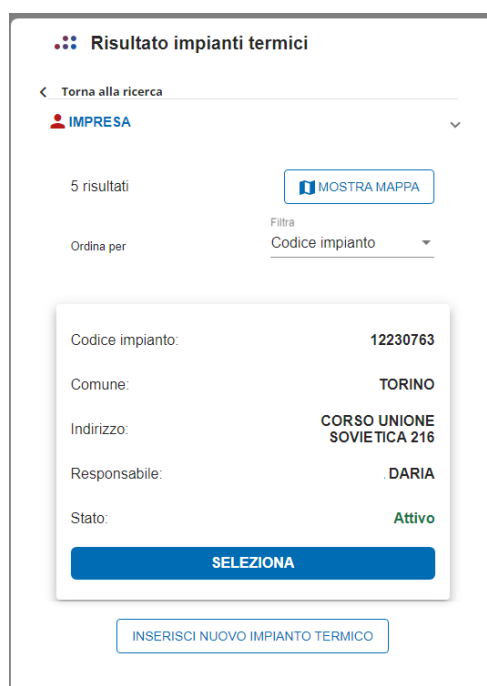 Risultato impianti termici
Torna alla ricerca
IMPRESA
5 risultati
MOSTRA MAPPA
Filtra
Ordina per
Codice impianto
Codice impianto: 12230763
Comune: TORINO
Indirizzo: CORSO UNIONE
SOVIETICA 216
Responsabile: DARIA
Stato: Attivo
SELEZIONA
INSERISCI NUOVO IMPIANTO TERMICO